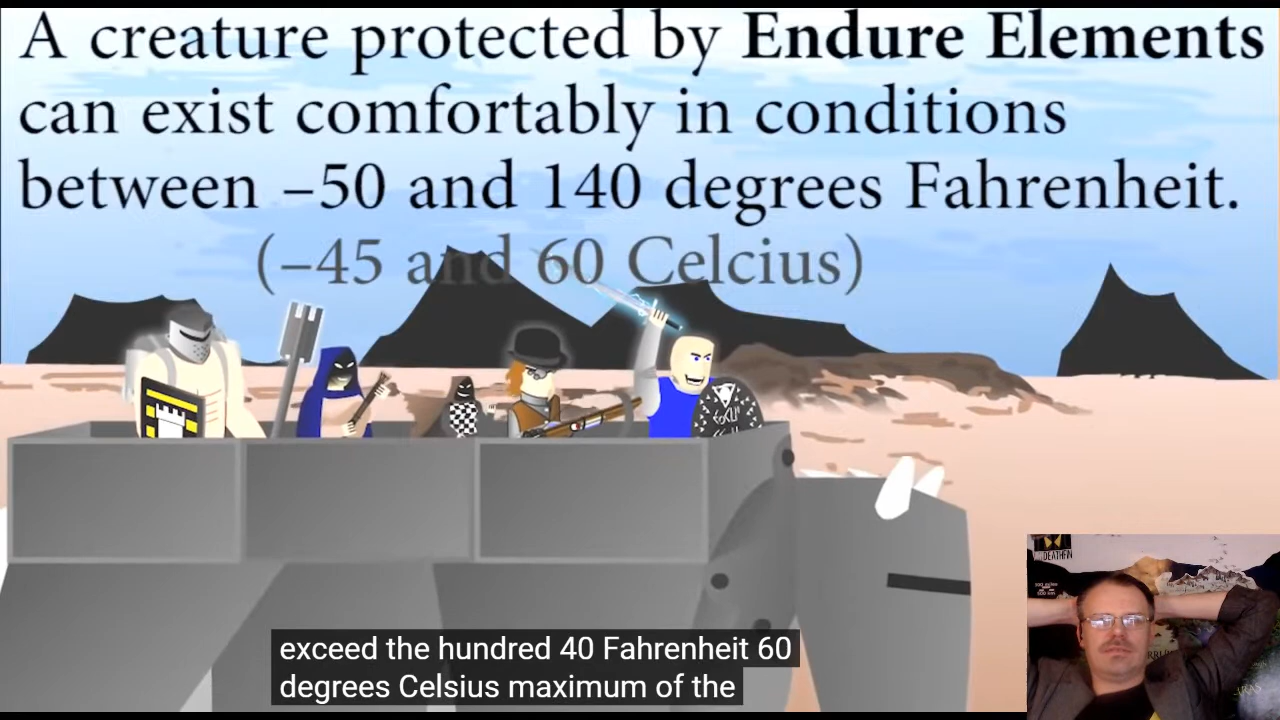 A creature protected by Endure Elements
can exist comfortably in conditions
between –50 and 140 degrees Fahrenheit.
(–45 and 60 Celcius)
DEATHFIN
exceed the hundred 40 Fahrenheit 60
degrees Celsius maximum of the